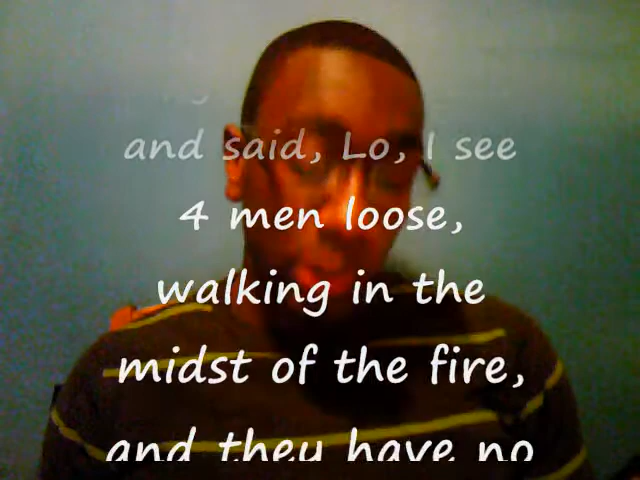 and said, Lo, I see
4 men loose,
walking in the
midst of the fire,
and they have no